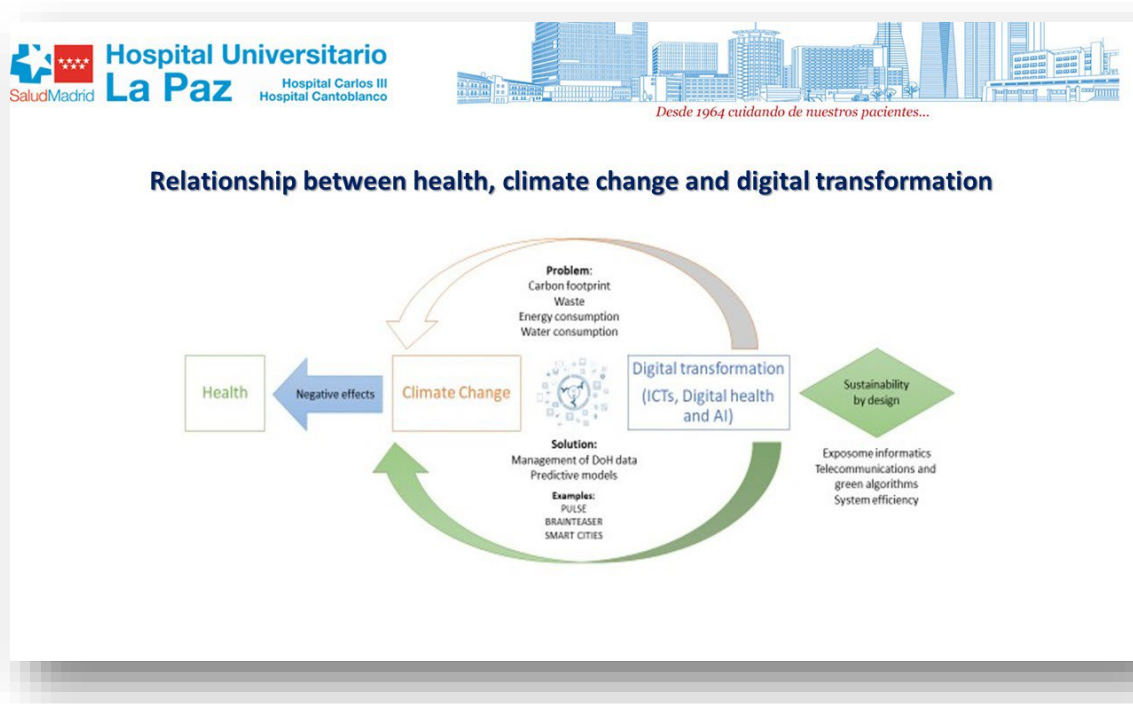 Hospital Universitario
La Paz
Hospital Carlos III
Hospital Cantoblanco
SaludMadrid
Desde 1964 cuidando de nuestros pacientes...
Relationship between health, climate change and digital transformation
Problem:
Carbon footprint
Waste
Energy consumption
Water consumption
Health
Negative effects
Climate Change
Digital transformation
(ICTs, Digital health
and AI)
Sustainability
by design
Solution:
Management of DoH data
Predictive models
Examples:
PULSE
BRAINTEASER
SMART CITIES
Exposome informatics
Telecommunications and
green algorithms
System efficiency